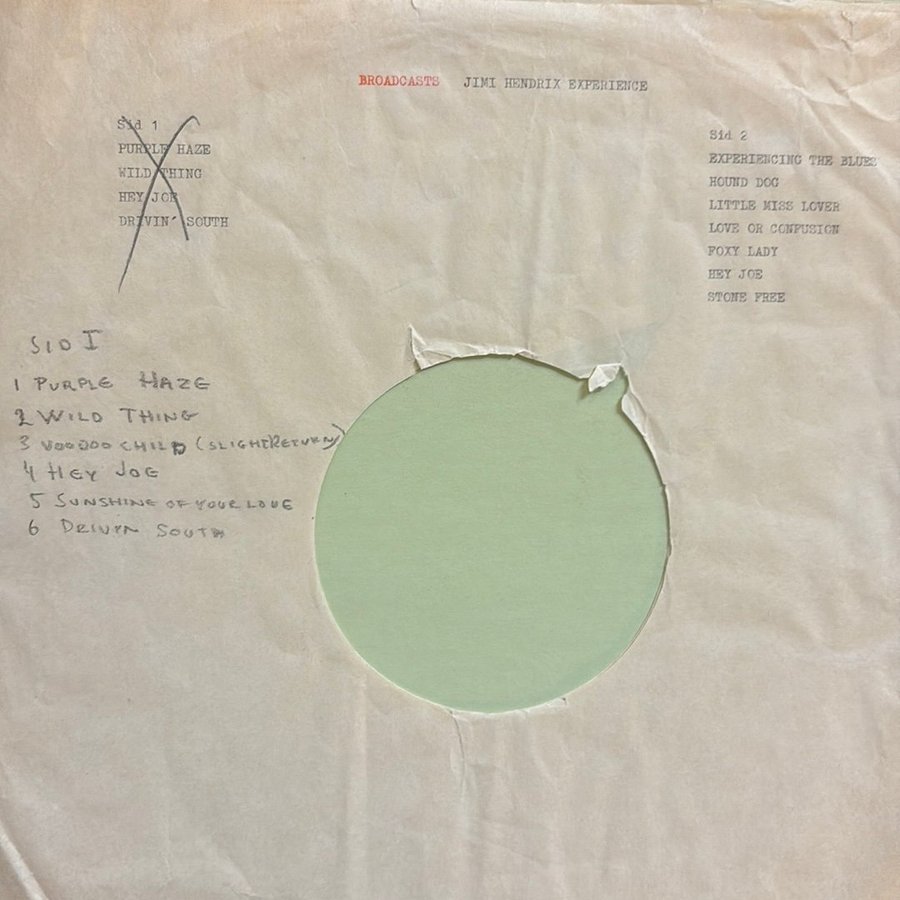 BROADCASTS JIMI HENDRIX EXPERIENCE
Sid 1
PURPLE HAZE
WILD THING
HEY JOE
DRIVIN´ SOUTH
Sid 2
EXPERIENCING THE BLUES
HOUND DOG
LITTLE MISS LOVER
LOVE OR CONFUSION
FOXY LADY
HEY JOE
STONE FREE
SID I
1 PURPLE HAZE
2 WILD THING
3 VOODOO CHILD (SLIGHT RETURN)
4 HEY JOE
5 SUNSHINE OF YOUR LOVE
6 DRIVIN SOUTH